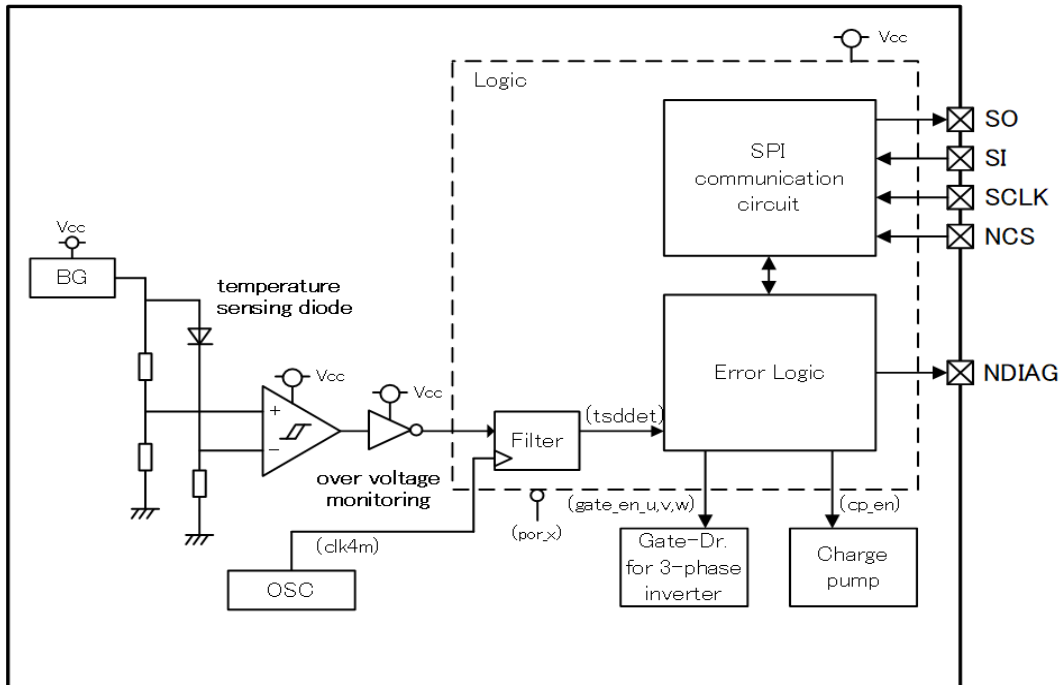 Vcc
Logic
SO
SPI
communication
circuit
SI
SCLK
NCS
Vcc
BG
temperature
sensing diode
Vcc
Vcc
Error Logic
NDIAG
+
−
Filter
(tsddet)
over voltage
monitoring
(gate_en_u,v,w)
(cp_en)
(por_x)
(clk4m)
OSC
Gate-Dr.
for 3-phase
inverter
Charge
pump